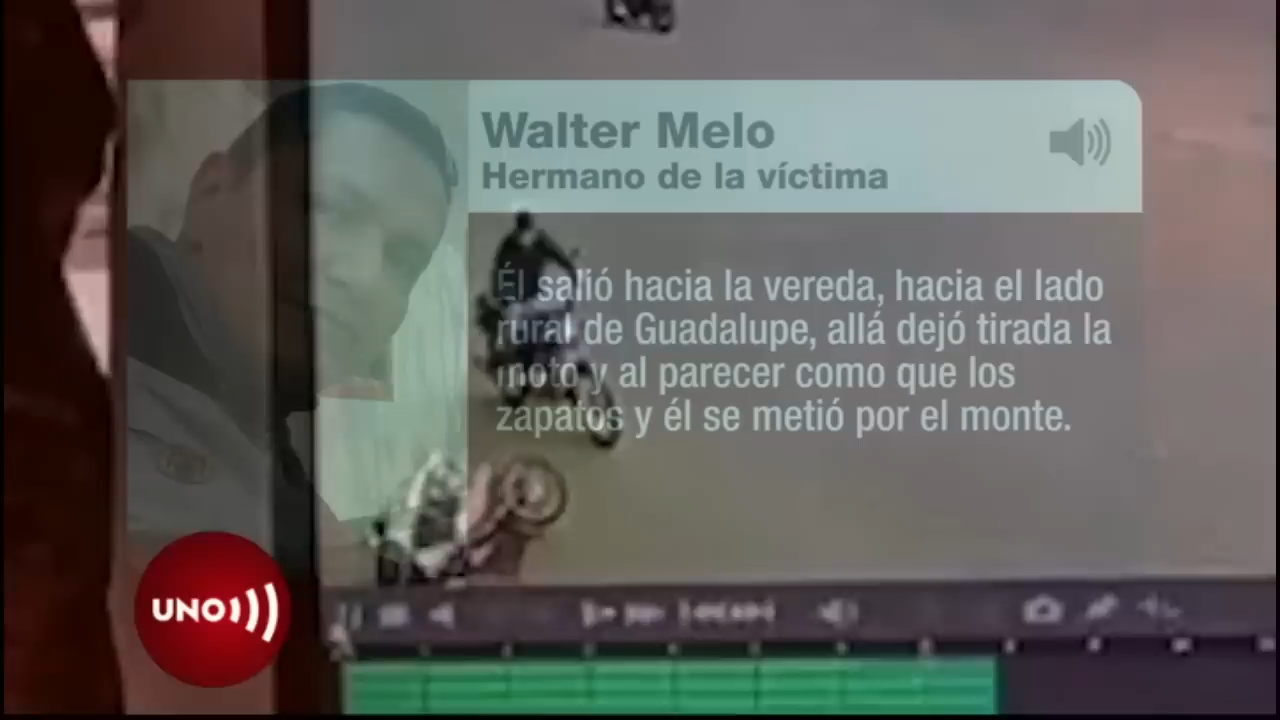 Walter Melo
Hermano de la víctima
Él salió hacia la vereda, hacia el lado
rural de Guadalupe, allá dejó tirada la
moto y al parecer como que los
zapatos y él se metió por el monte.
UNO